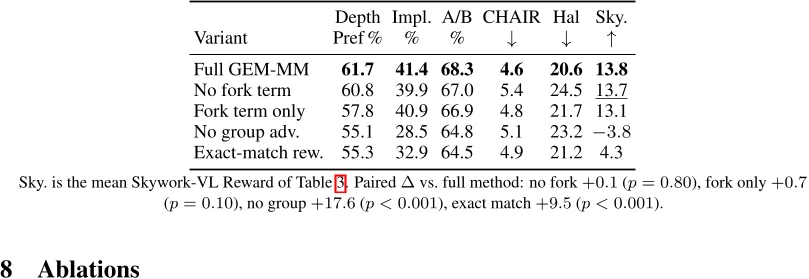 Depth Impl. A/B CHAIR Hal Sky.
Variant Pref % % % ↓ ↓ ↑
Full GEM-MM 61.7 41.4 68.3 4.6 20.6 13.8
No fork term 60.8 39.9 67.0 5.4 24.5 13.7
Fork term only 57.8 40.9 66.9 4.8 21.7 13.1
No group adv. 55.1 28.5 64.8 5.1 23.2 −3.8
Exact-match rew. 55.3 32.9 64.5 4.9 21.2 4.3
Sky. is the mean Skywork-VL Reward of Table 3. Paired Δ vs. full method: no fork +0.1 (p = 0.80), fork only +0.7
(p = 0.10), no group +17.6 (p < 0.001), exact match +9.5 (p < 0.001).
8 Ablations